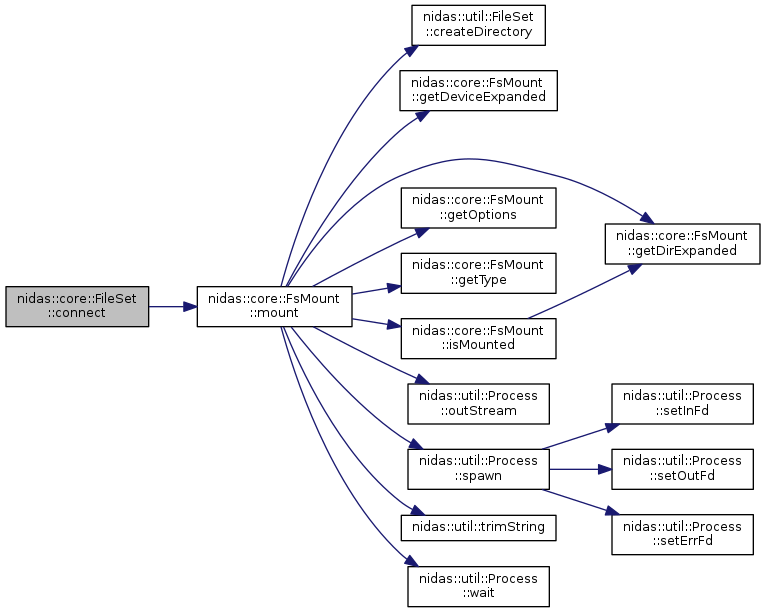 nidas::util::FileSet
::createDirectory
nidas::core::FsMount
::getDeviceExpanded
nidas::core::FsMount
::getOptions
nidas::core::FsMount
::getDirExpanded
nidas::core::FsMount
::getType
nidas::core::FileSet
::connect
nidas::core::FsMount
::mount
nidas::core::FsMount
::isMounted
nidas::util::Process
::outStream
nidas::util::Process
::setInFd
nidas::util::Process
::spawn
nidas::util::Process
::setOutFd
nidas::util::trimString
nidas::util::Process
::setErrFd
nidas::util::Process
::wait